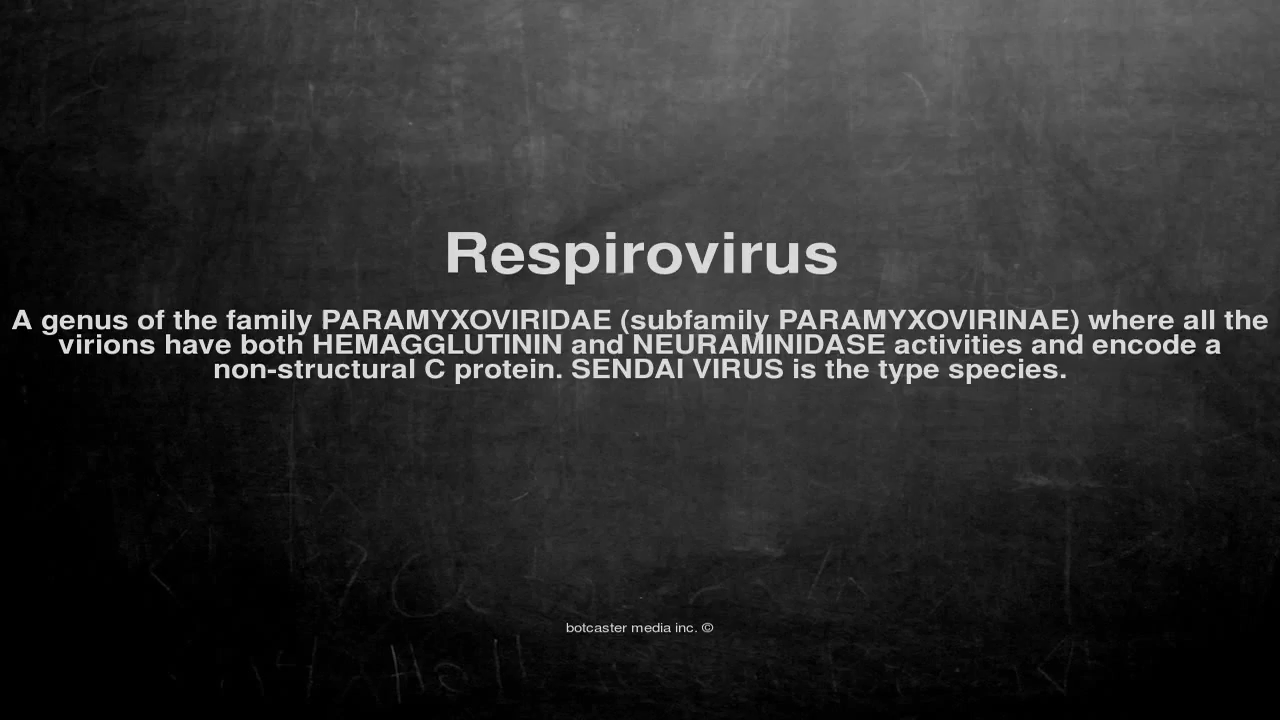 Respirovirus
A genus of the family PARAMYXOVIRIDAE (subfamily PARAMYXOVIRINAE) where all the
virions have both HEMAGGLUTININ and NEURAMINIDASE activities and encode a
non-structural C protein. SENDAI VIRUS is the type species.
botcaster media inc. ©